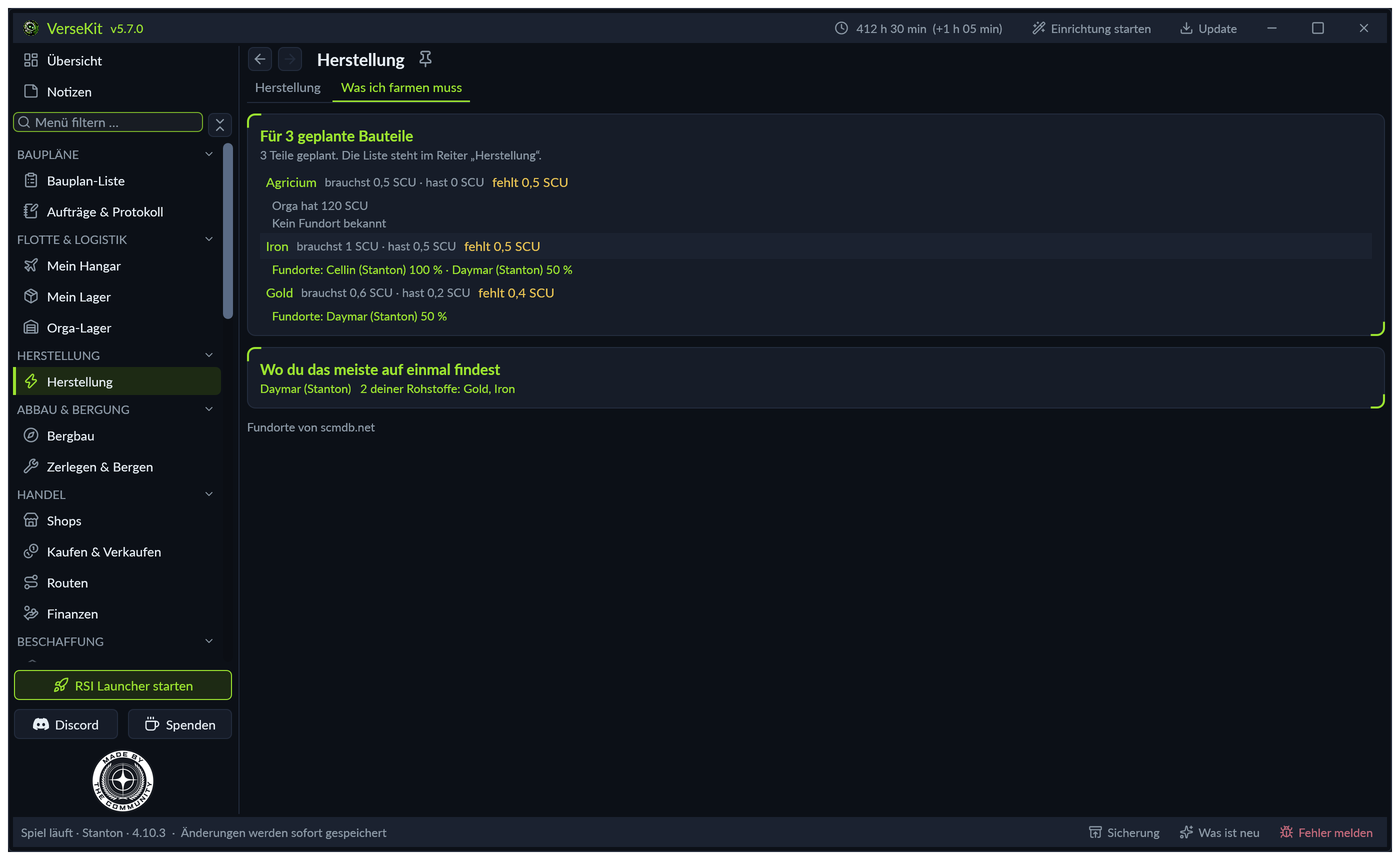 VerseKit v5.7.0
412 h 30 min (+1 h 05 min)
Einrichtung starten
Update
Übersicht
Notizen
Menü filtern ...
BAUPLÄNE
Bauplan-Liste
Aufträge & Protokoll
FLOTTE & LOGISTIK
Mein Hangar
Mein Lager
Orga-Lager
HERSTELLUNG
Herstellung
ABBAU & BERGUNG
Bergbau
Zerlegen & Bergen
HANDEL
Shops
Kaufen & Verkaufen
Routen
Finanzen
BESCHAFFUNG
RSI Launcher starten
Discord
Spenden
MADE BY
THE COMMUNITY
Herstellung
Herstellung
Was ich farmen muss
Für 3 geplante Bauteile
3 Teile geplant. Die Liste steht im Reiter „Herstellung“.
Agricium brauchst 0,5 SCU · hast 0 SCU fehlt 0,5 SCU
Orga hat 120 SCU
Kein Fundort bekannt
Iron brauchst 1 SCU · hast 0,5 SCU fehlt 0,5 SCU
Fundorte: Cellin (Stanton) 100 % · Daymar (Stanton) 50 %
Gold brauchst 0,6 SCU · hast 0,2 SCU fehlt 0,4 SCU
Fundorte: Daymar (Stanton) 50 %
Wo du das meiste auf einmal findest
Daymar (Stanton) 2 deiner Rohstoffe: Gold, Iron
Fundorte von scmdb.net
Spiel läuft · Stanton · 4.10.3 · Änderungen werden sofort gespeichert
Sicherung
Was ist neu
Fehler melden